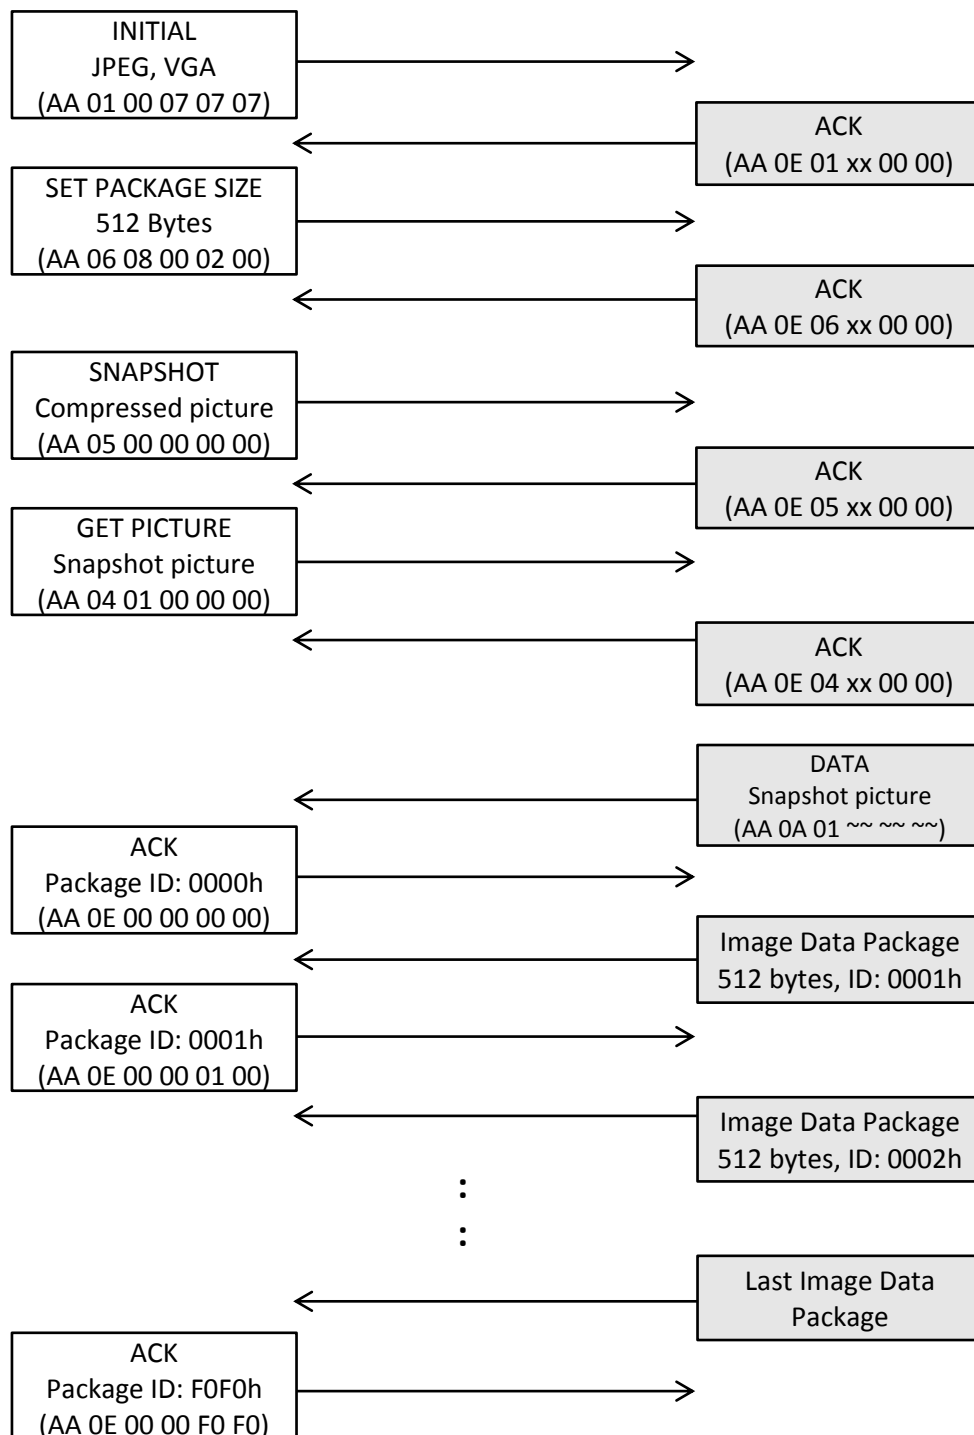 INITIAL
JPEG, VGA
(AA 01 00 07 07 07)
ACK
(AA 0E 01 xx 00 00)
SET PACKAGE SIZE
512 Bytes
(AA 06 08 00 02 00)
ACK
(AA 0E 06 xx 00 00)
SNAPSHOT
Compressed picture
(AA 05 00 00 00 00)
ACK
(AA 0E 05 xx 00 00)
GET PICTURE
Snapshot picture
(AA 04 01 00 00 00)
ACK
(AA 0E 04 xx 00 00)
DATA
Snapshot picture
(AA 0A 01 ~~ ~~ ~~)
ACK
Package ID: 0000h
(AA 0E 00 00 00 00)
Image Data Package
512 bytes, ID: 0001h
ACK
Package ID: 0001h
(AA 0E 00 00 01 00)
Image Data Package
512 bytes, ID: 0002h
:
:
Last Image Data
Package
ACK
Package ID: F0F0h
(AA 0E 00 00 F0 F0)